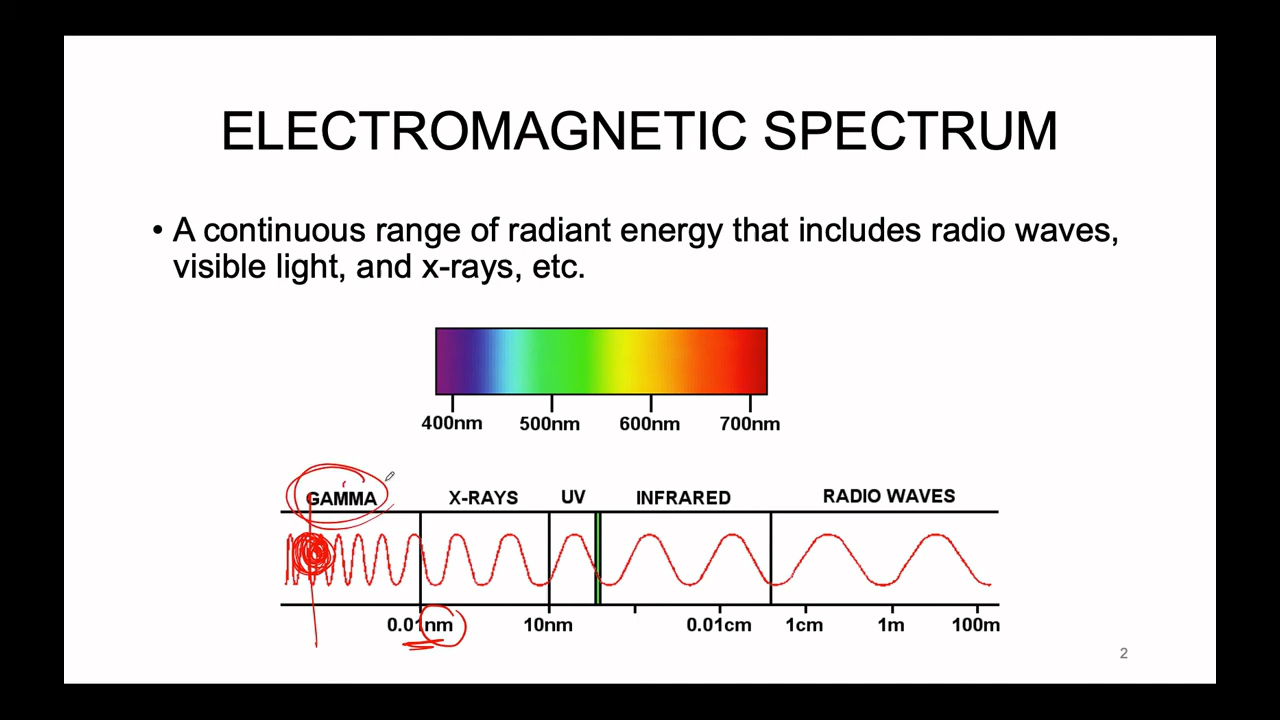 ELECTROMAGNETIC SPECTRUM
• A continuous range of radiant energy that includes radio waves,
visible light, and x-rays, etc.
400nm 500nm 600nm 700nm
GAMMA X-RAYS UV INFRARED RADIO WAVES
0.01nm 10nm 0.01cm 1cm 1m 100m
2